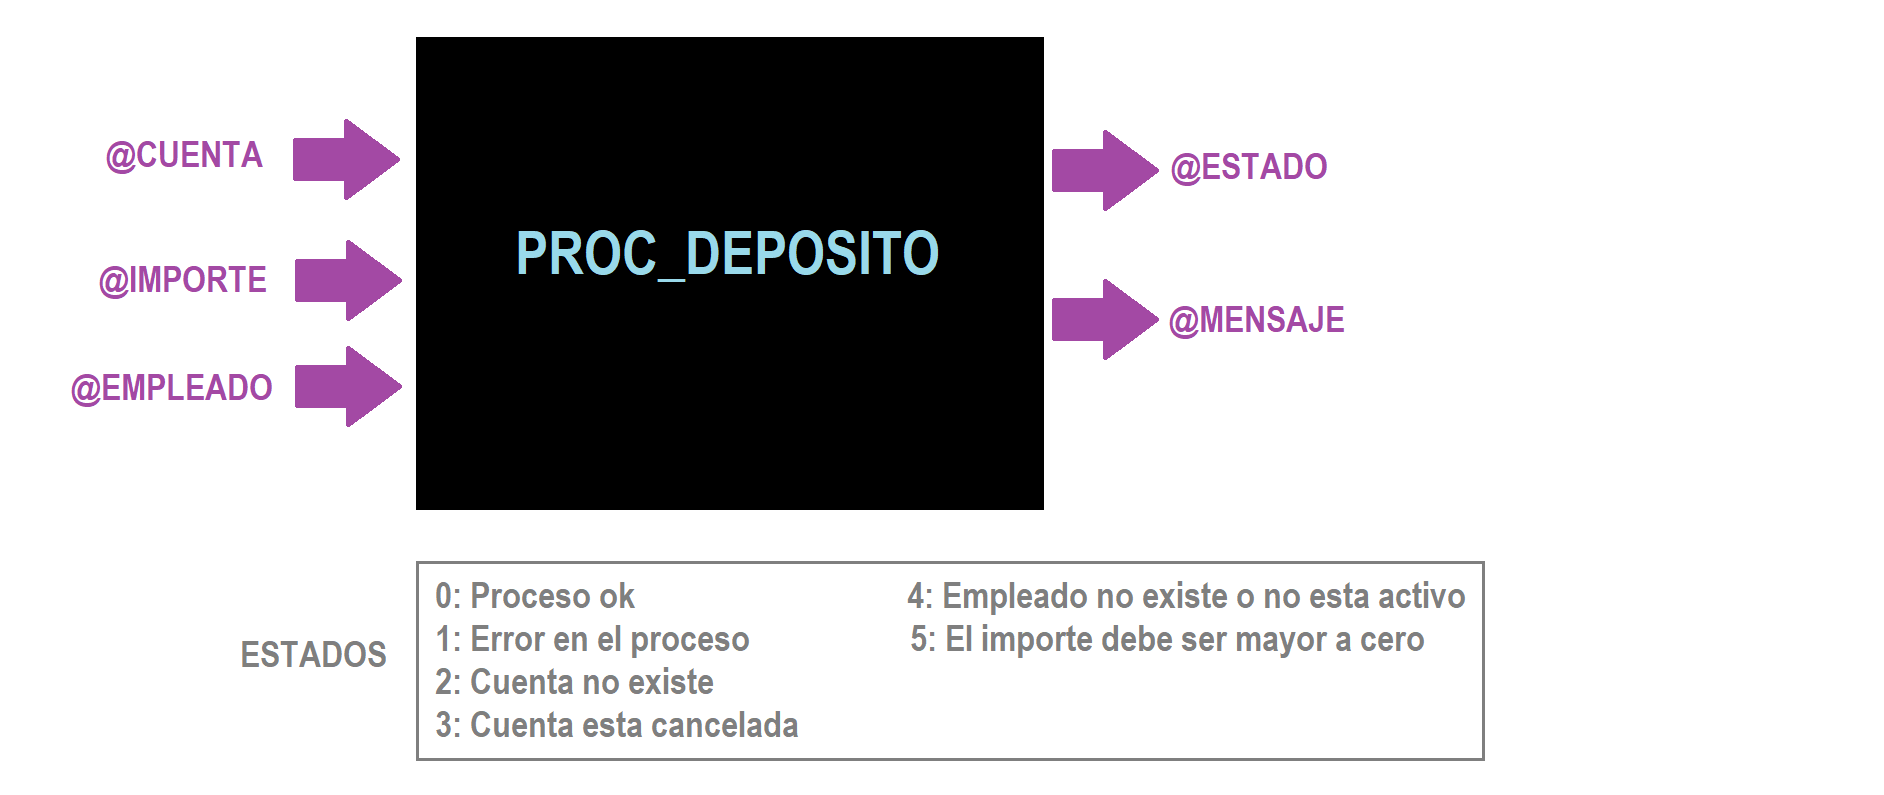 @CUENTA
@IMPORTE
@EMPLEADO
PROC_DEPOSITO
@ESTADO
@MENSAJE
ESTADOS
0: Proceso ok
1: Error en el proceso
2: Cuenta no existe
3: Cuenta esta cancelada
4: Empleado no existe o no esta activo
5: El importe debe ser mayor a cero